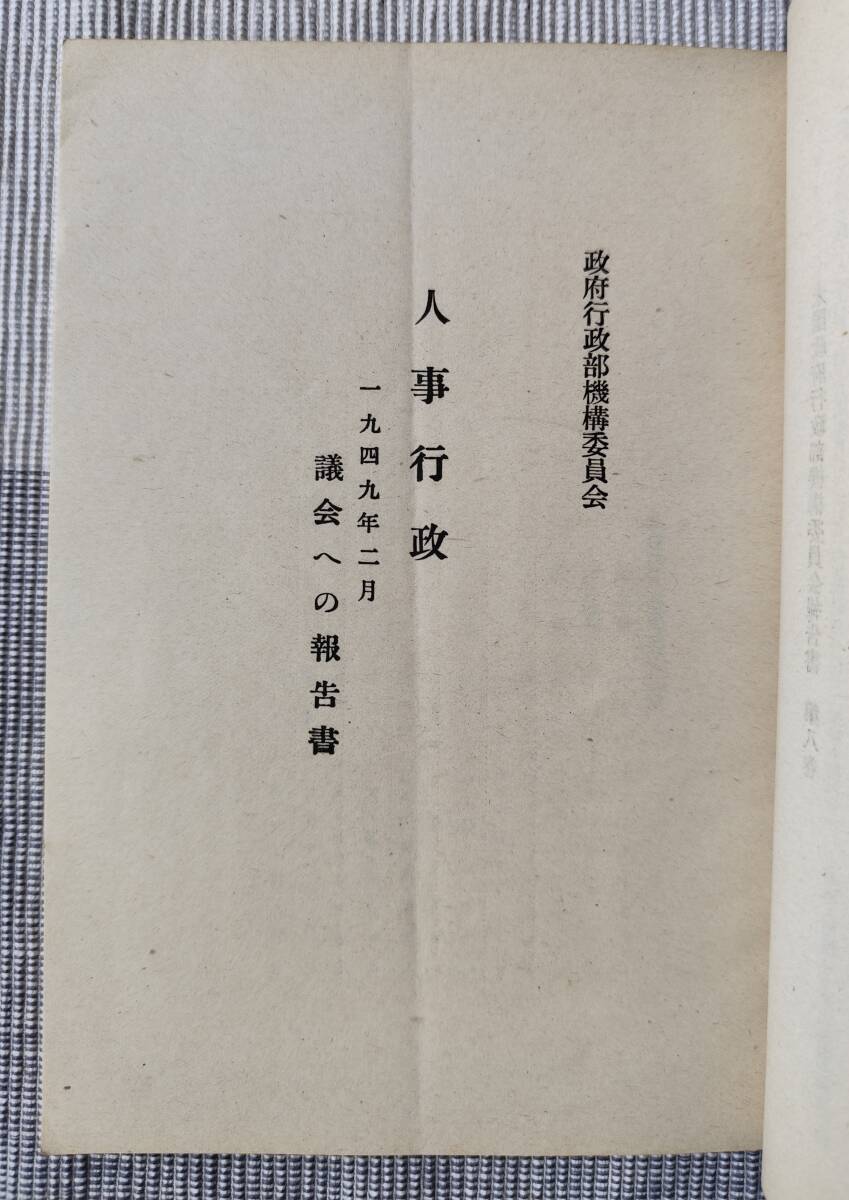 政府行政部機構委員会
人事行政
一九四九年二月
議会への報告書